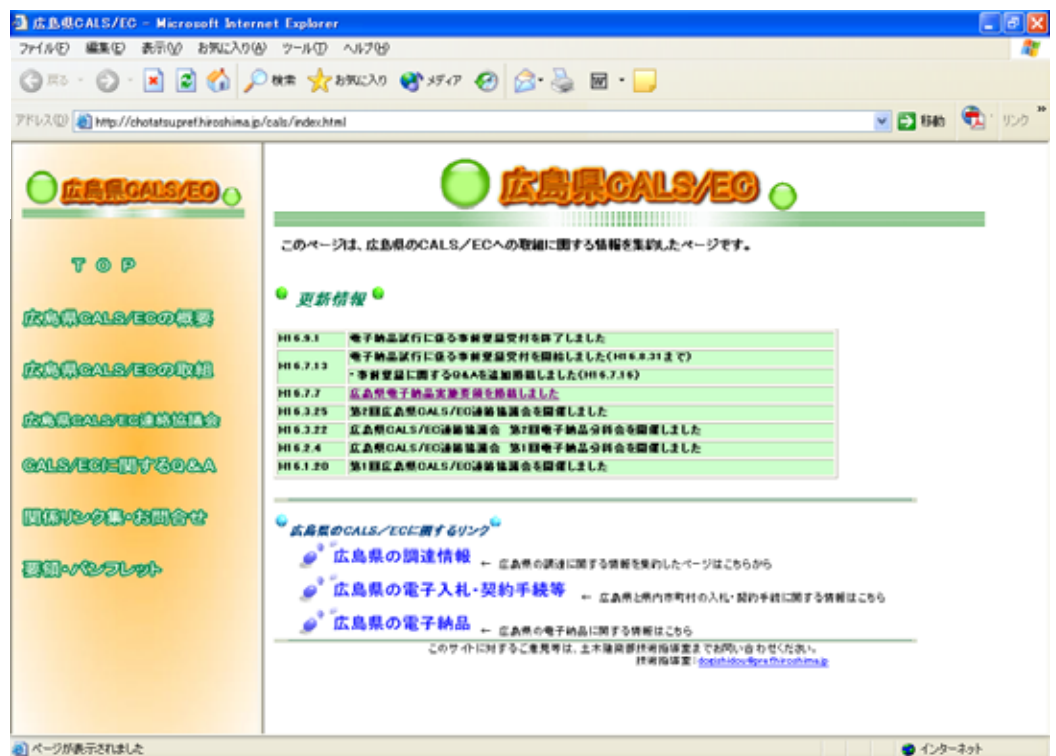 広島県CALS/EC - Microsoft Internet Explorer
ファイル(F) 編集(E) 表示(V) お気に入り(A) ツール(T) ヘルプ(H)
戻る 検索 お気に入り メディア
アドレス(D) http://chotatsu.pref.hiroshima.jp/cals/index.html 移動 リンク
広島県CALS/EC
TOP
広島県CALS/ECの概要
広島県CALS/ECの取組
広島県CALS/EC連絡協議会
CALS/ECに関するQ&A
関係リンク集・お問合せ
要領・パンフレット
広島県CALS/EC
このページは、広島県のCALS/ECへの取組に関する情報を集約したページです。
更新情報
H16.9.1 電子納品試行に係る事前登録受付を終了しました
H16.7.13 電子納品試行に係る事前登録受付を開始しました(H16.8.31まで)
・事前登録に関するQ&Aを追加掲載しました(H16.7.16)
H16.7.7 広島県電子納品実施要領を掲載しました
H16.3.25 第2回広島県CALS/EC連絡協議会を開催しました
H16.3.22 広島県CALS/EC連絡協議会 第2回電子納品分科会を開催しました
H16.2.4 広島県CALS/EC連絡協議会 第1回電子納品分科会を開催しました
H16.1.20 第1回広島県CALS/EC連絡協議会を開催しました
広島県のCALS/ECに関するリンク
広島県の調達情報 ← 広島県の調達に関する情報を集約したページはこちらから
広島県の電子入札・契約手続等 ← 広島県と県内市町村の入札・契約手続に関する情報はこちら
広島県の電子納品 ← 広島県の電子納品に関する情報はこちら
このサイトに対するご意見等は、土木建築部技術指導室までお問い合わせください。
技術指導室:dogishidou@pref.hiroshima.jp
ページが表示されました インターネット